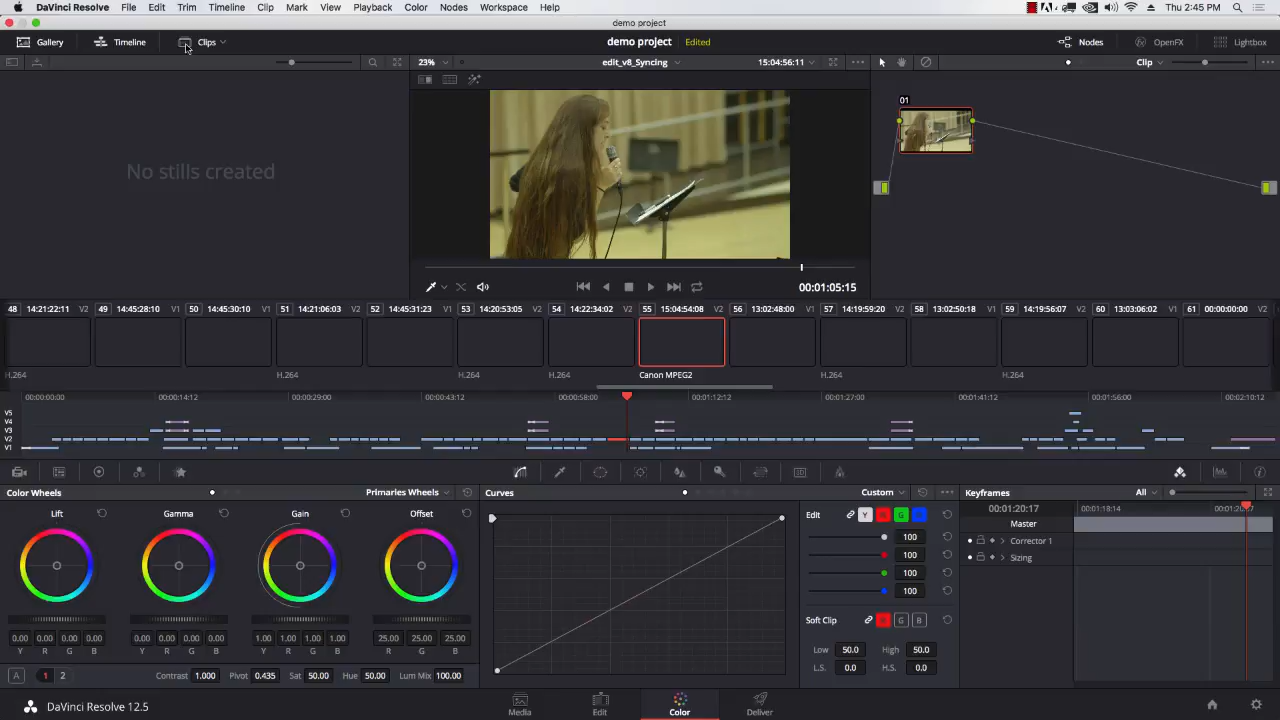 DaVinci Resolve File Edit Trim Timeline Clip Mark View Playback Color Nodes Workspace Help Thu 2:45 PM
demo project
Gallery Timeline Clips demo project Edited Nodes OpenFX Lightbox
23% edit_v8_Syncing 15:04:56:11 Clip
01
No stills created
00:01:05:15
48 14:21:22:11 V1 49 14:45:28:10 V1 50 14:45:30:10 V1 51 14:21:06:03 V2 52 14:45:31:23 V1 53 14:20:53:05 V2 54 14:22:34:02 V2 55 15:04:54:08 V2 56 13:02:48:00 V1 57 14:19:59:20 V2 58 13:02:50:18 V1 59 14:19:56:07 V2 60 13:03:06:02 V1 61 00:00:00:00 V2
H.264 H.264 H.264 H.264 Canon MPEG2 H.264 H.264
00:00:00:00 00:00:14:12 00:00:29:00 00:00:43:12 00:00:58:00 00:01:12:12 00:01:27:00 00:01:41:12 00:01:56:00 00:02:10:12
V5
V4
V3
V2
V1
Color Wheels Primaries Wheels Curves Custom Keyframes All
Lift Gamma Gain Offset Edit Y G 00:01:20:17 00:01:18:14
Master
100 Corrector 1
100 Sizing
100
100
Soft Clip G B
0.00 0.00 0.00 0.00 0.00 0.00 0.00 0.00 1.00 1.00 1.00 1.00 25.00 25.00 25.00 Low 50.0 High 50.0
Y R G B Y R G B Y R G B R G B L.S. 0.0 H.S. 0.0
A 1 2 Contrast 1.000 Pivot 0.435 Sat 50.00 Hue 50.00 Lum Mix 100.00
DaVinci Resolve 12.5 Media Edit Color Deliver